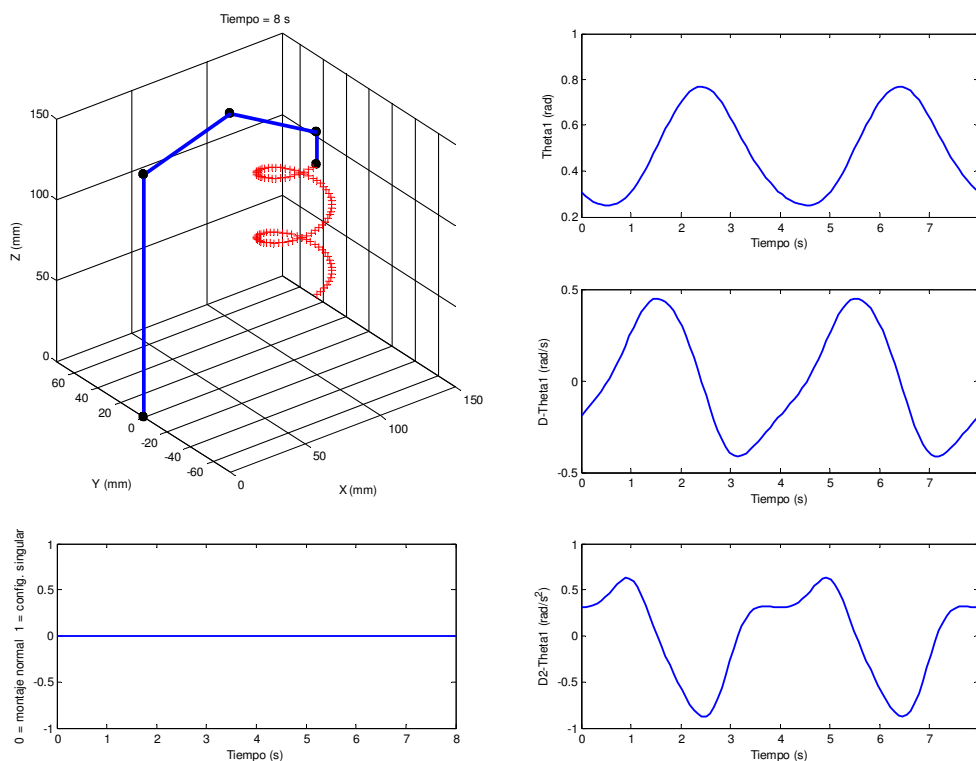 Tiempo = 8 s
150
100
50
0
Z (mm)
60
40
20
0
-20
-40
-60
Y (mm)
0
50
100
150
X (mm)
1
0.8
0.6
0.4
0.2
Theta1 (rad)
0 1 2 3 4 5 6 7
Tiempo (s)
0.5
0
-0.5
D-Theta1 (rad/s)
0 1 2 3 4 5 6 7
Tiempo (s)
1
0.5
0
-0.5
-1
0 = montaje normal 1 = config. singular
0 1 2 3 4 5 6 7 8
Tiempo (s)
1
0.5
0
-0.5
-1
D2-Theta1 (rad/s²)
0 1 2 3 4 5 6 7
Tiempo (s)